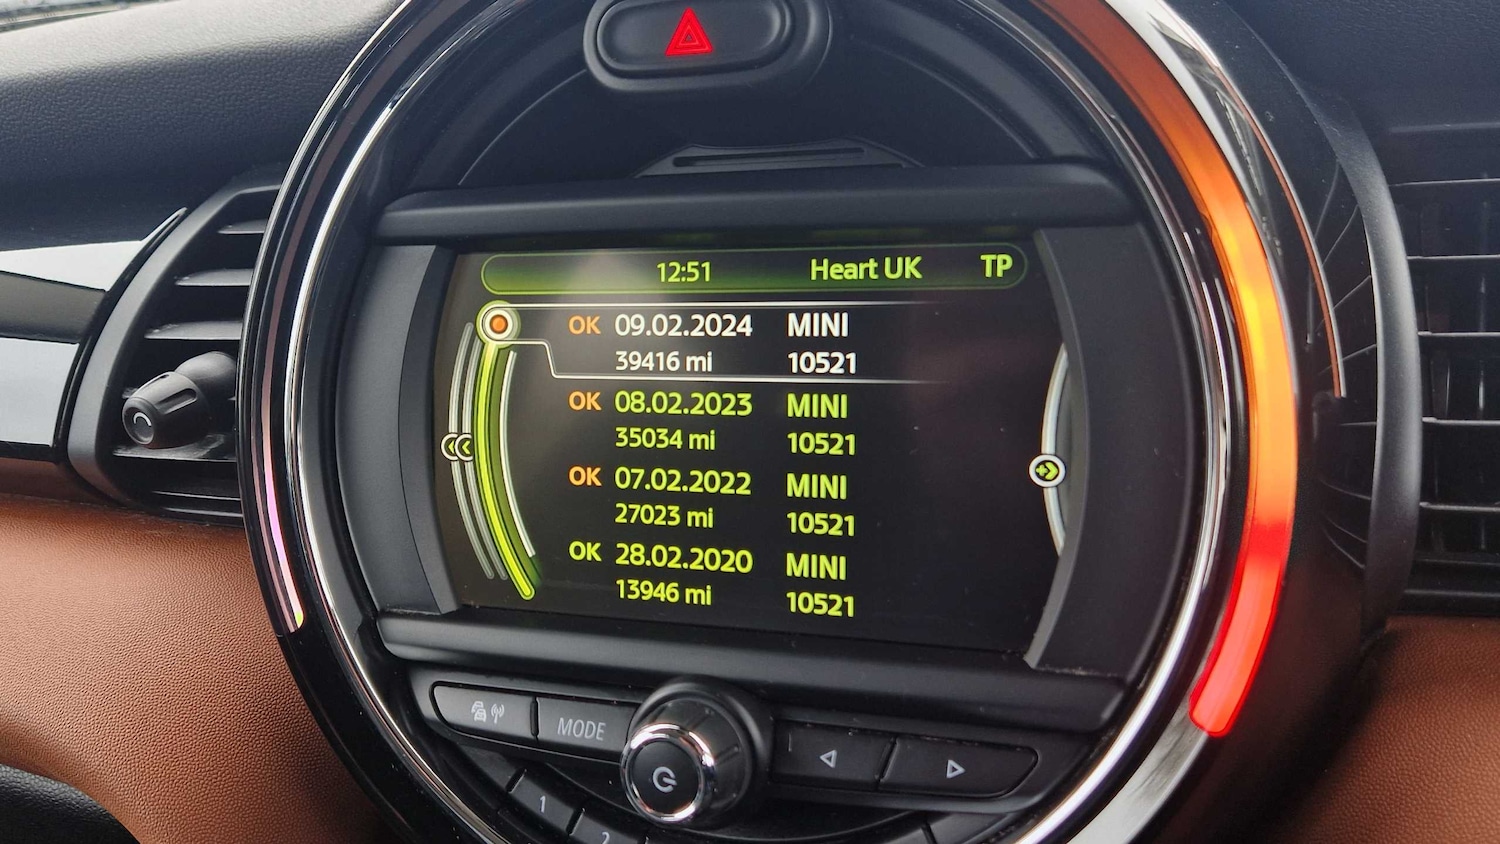 12:51 Heart UK TP
OK 09.02.2024 MINI
39416 mi 10521
OK 08.02.2023 MINI
35034 mi 10521
OK 07.02.2022 MINI
27023 mi 10521
OK 28.02.2020 MINI
13946 mi 10521
MODE
1
2